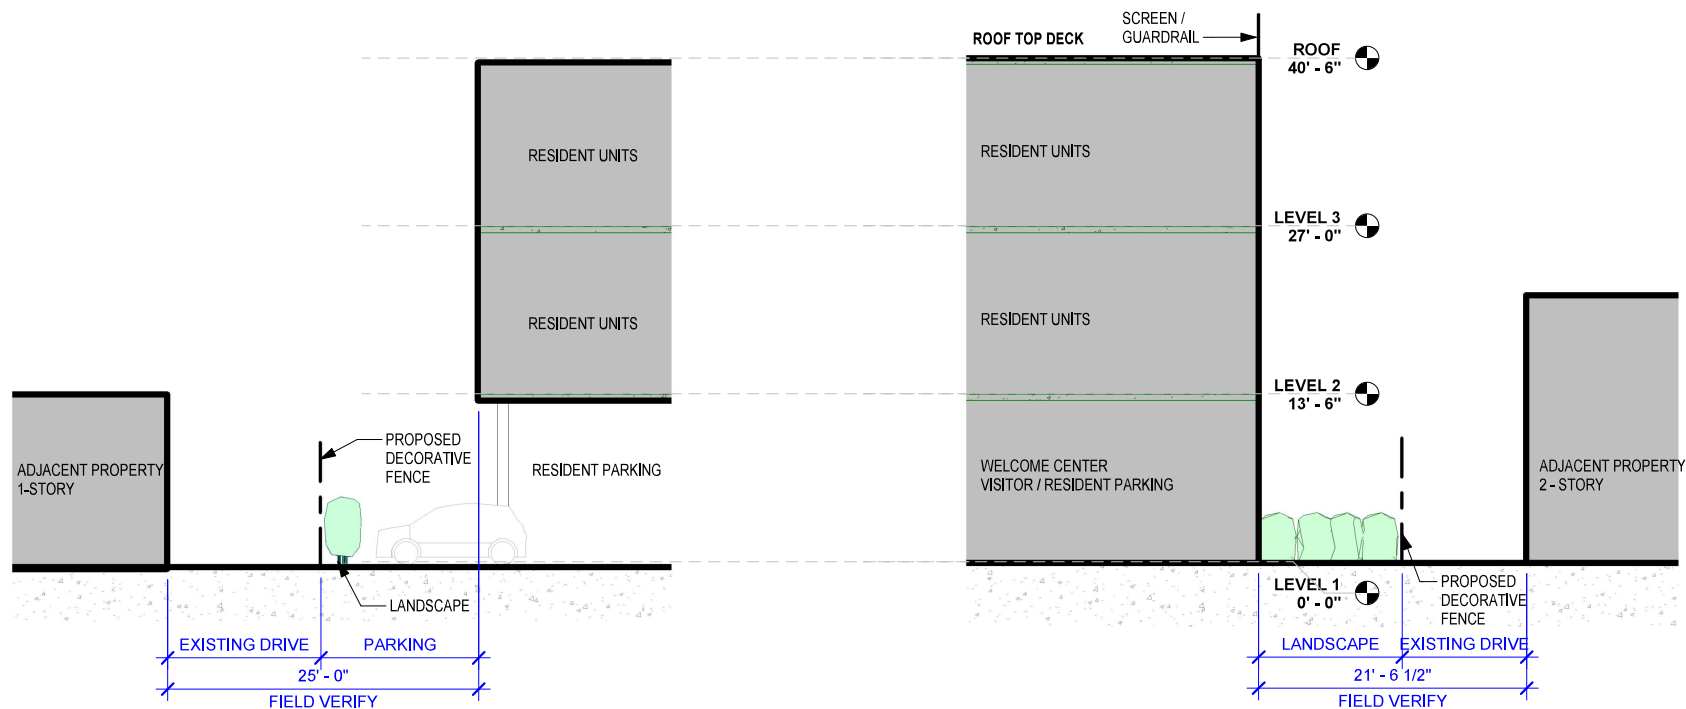 SCREEN /
GUARDRAIL
ROOF TOP DECK
ROOF
40' - 6"
RESIDENT UNITS
RESIDENT UNITS
LEVEL 3
27' - 0"
RESIDENT UNITS
RESIDENT UNITS
LEVEL 2
13' - 6"
PROPOSED
DECORATIVE
FENCE
ADJACENT PROPERTY
1-STORY
RESIDENT PARKING
WELCOME CENTER
VISITOR / RESIDENT PARKING
ADJACENT PROPERTY
2 - STORY
LANDSCAPE
LEVEL 1
0' - 0"
PROPOSED
DECORATIVE
FENCE
EXISTING DRIVE
PARKING
25' - 0"
FIELD VERIFY
LANDSCAPE
EXISTING DRIVE
21' - 6 1/2"
FIELD VERIFY